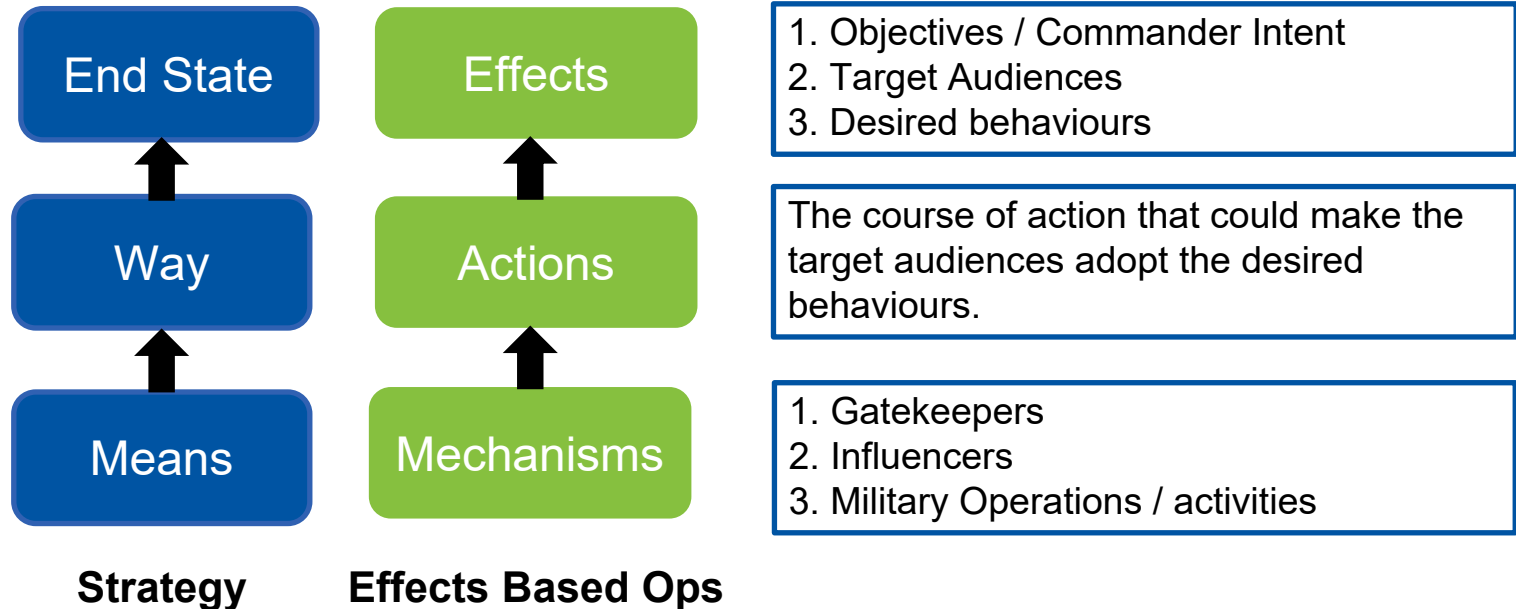 End State
Effects
1. Objectives / Commander Intent
2. Target Audiences
3. Desired behaviours
Way
Actions
The course of action that could make the
target audiences adopt the desired
behaviours.
Means
Mechanisms
1. Gatekeepers
2. Influencers
3. Military Operations / activities
Strategy
Effects Based Ops